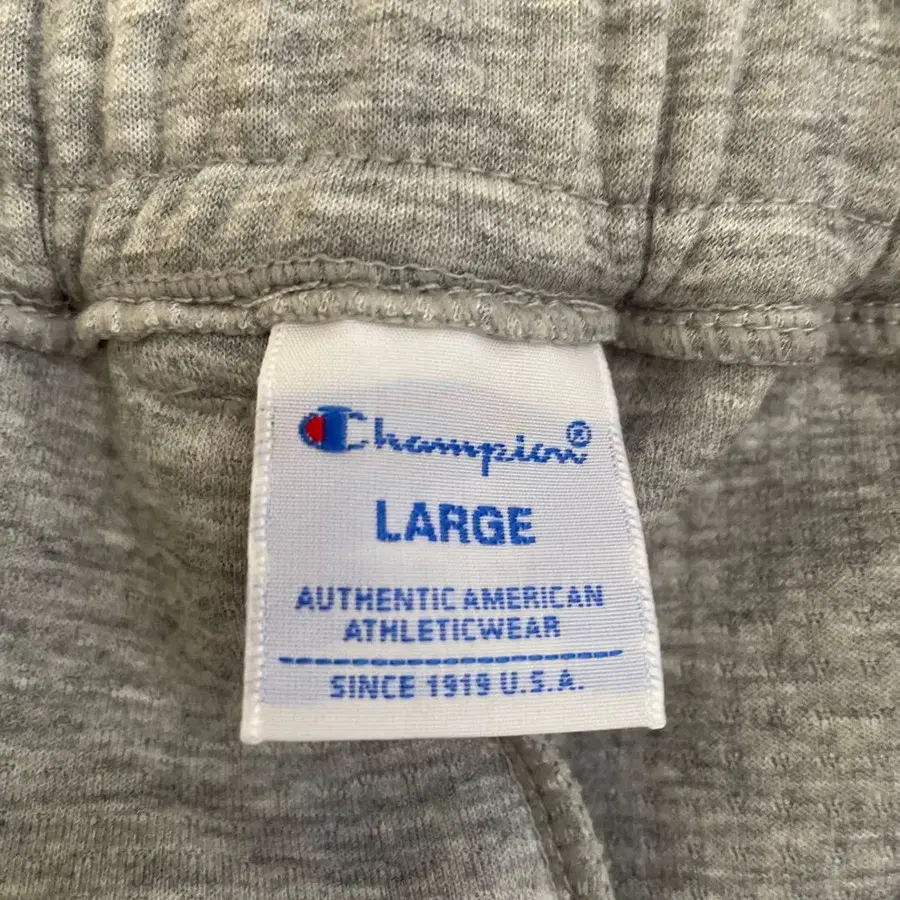 Champion®
LARGE
AUTHENTIC AMERICAN
ATHLETICWEAR
SINCE 1919 U.S.A.